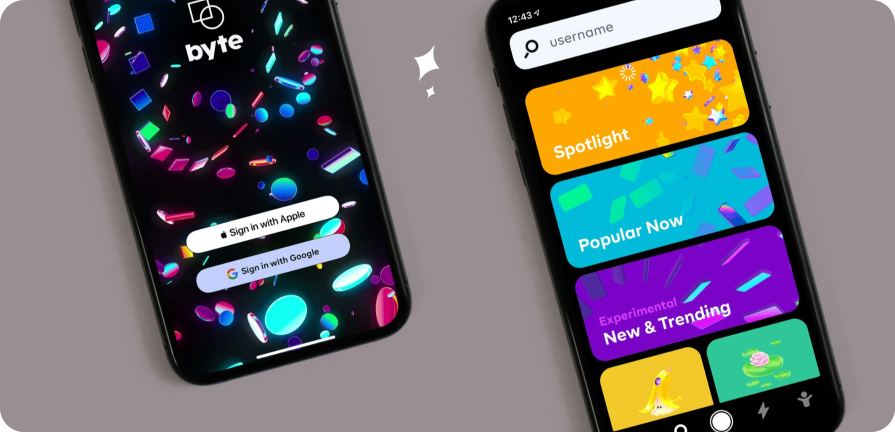 byte
Sign in with Apple
Sign in with Google
12:43
username
Spotlight
Popular Now
Experimental
New & Trending